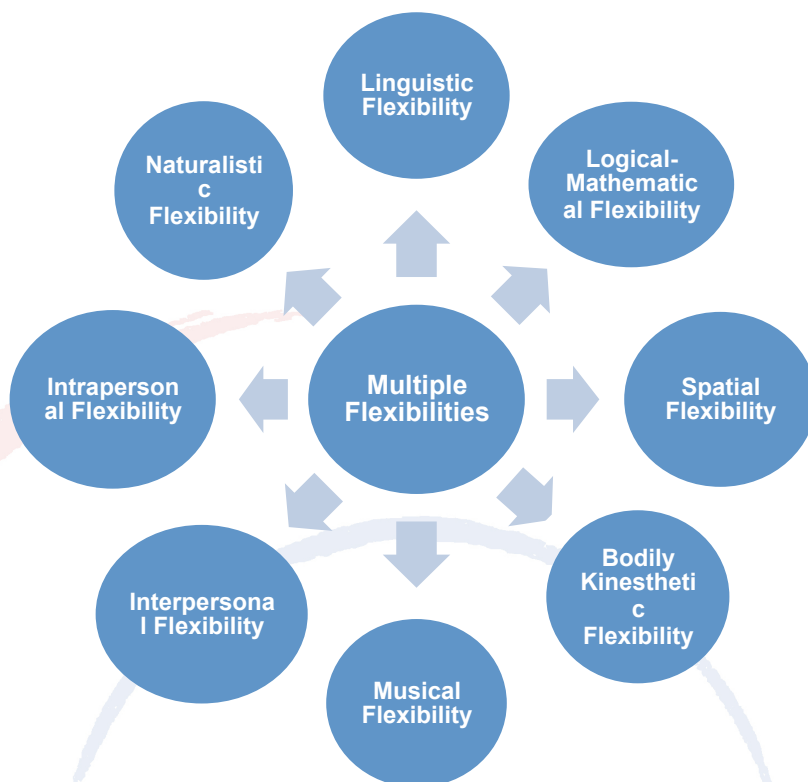 Linguistic
Flexibility
Logical-
Mathematic
al Flexibility
Spatial
Flexibility
Bodily
Kinestheti
c
Flexibility
Musical
Flexibility
Interpersona
l Flexibility
Intraperson
al Flexibility
Naturalisti
c
Flexibility
Multiple
Flexibilities